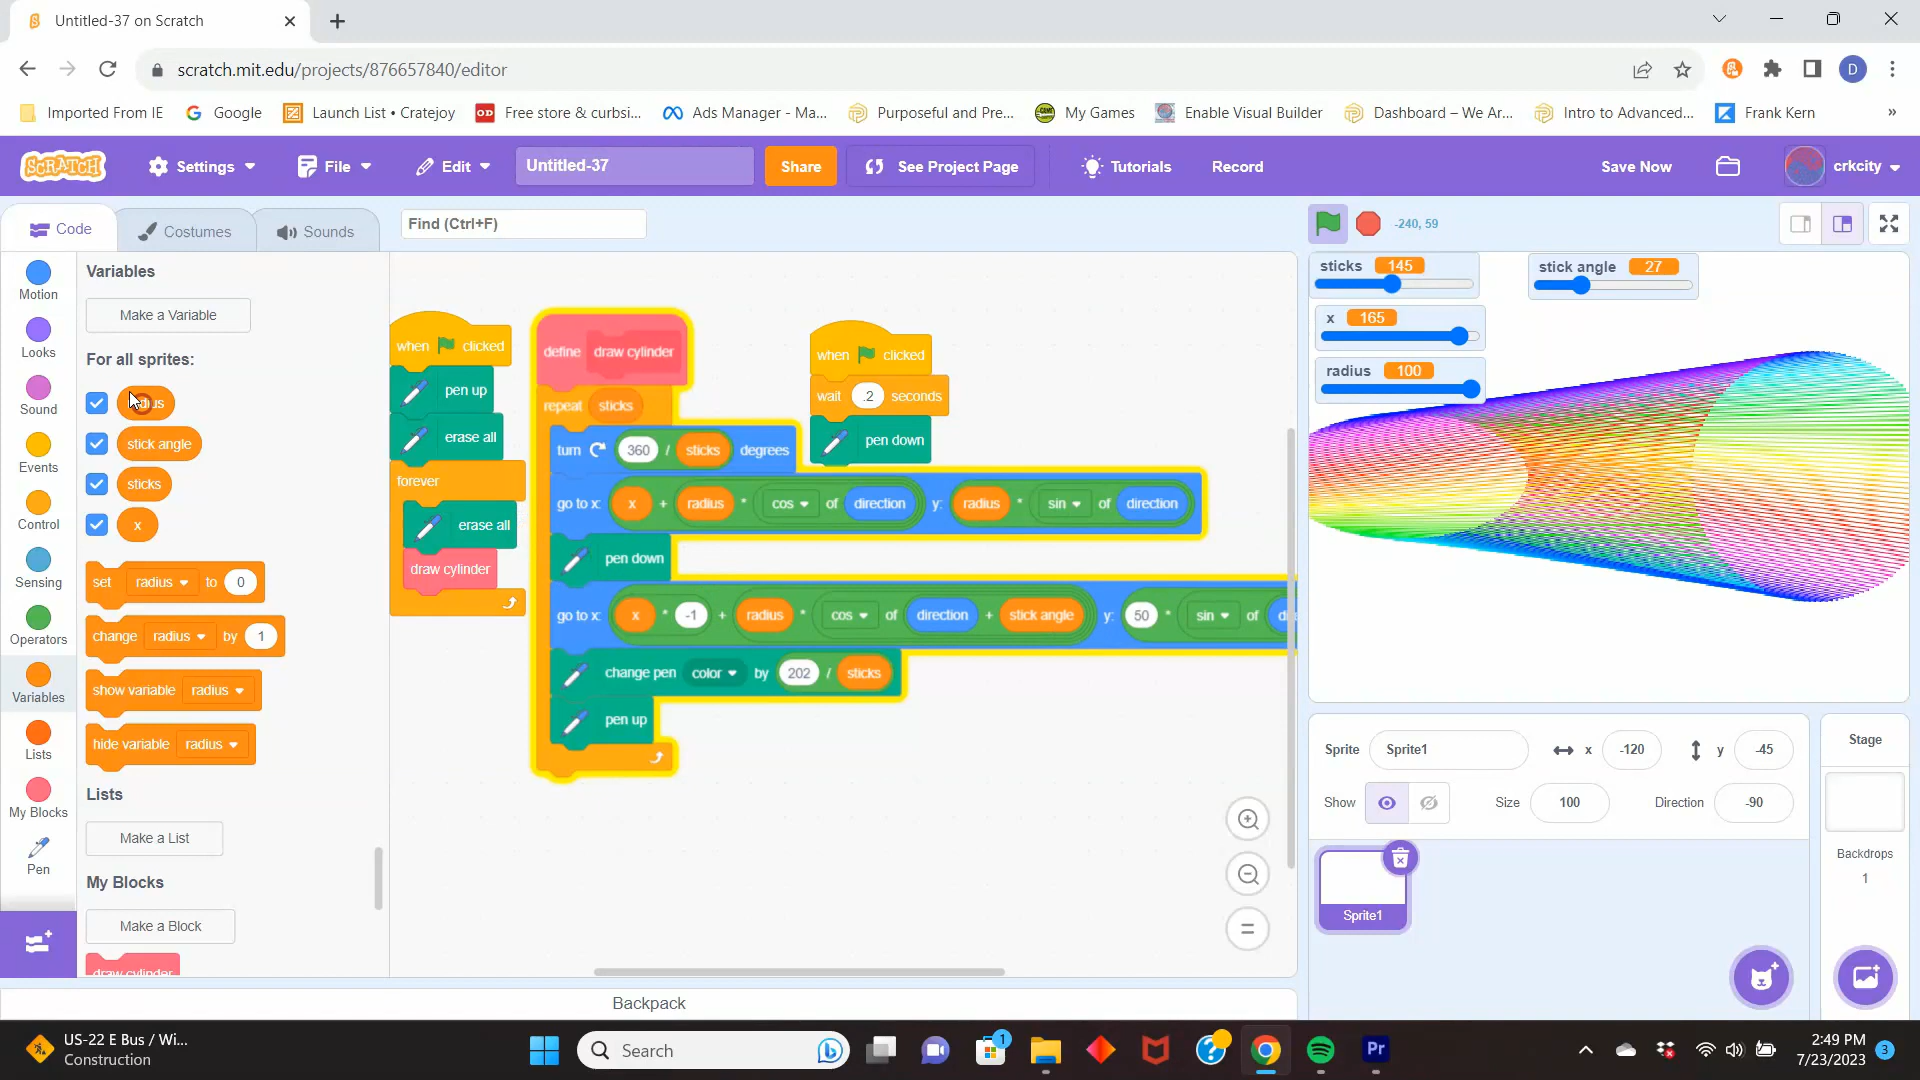 Untitled-37 on Scratch
scratch.mit.edu/projects/876657840/editor
D
Imported From IE
Google
Launch List • Cratejoy
Free store & curbsi...
Ads Manager - Ma...
Purposeful and Pre...
My Games
Enable Visual Builder
Dashboard – We Ar...
Intro to Advanced...
Frank Kern
»
SCRATCH
Settings
File
Edit
Untitled-37
Share
See Project Page
Tutorials
Record
Save Now
crkcity
Code
Costumes
Sounds
Find (Ctrl+F)
-240, 59
Motion
Looks
Sound
Events
Control
Sensing
Operators
Variables
Lists
My Blocks
Pen
Variables
Make a Variable
For all sprites:
stick angle
sticks
x
set radius to 0
change radius by 1
show variable radius
hide variable radius
Lists
Make a List
My Blocks
Make a Block
draw cylinder
when clicked
pen up
erase all
forever
erase all
draw cylinder
define draw cylinder
repeat sticks
turn 360 / sticks degrees
go to x: x + radius * cos of direction y: radius * sin of direction
pen down
go to x: x * -1 + radius * cos of direction + stick angle y: 50 * sin of
change pen color by 202 / sticks
pen up
when clicked
wait .2 seconds
pen down
sticks 145
stick angle 27
x 165
radius 100
Sprite Sprite1 x -120 y -45
Show Size 100 Direction -90
Sprite1
Stage
Backdrops
1
Backpack
US-22 E Bus / Wi...
Construction
Search
1
Pr
2:49 PM
7/23/2023
3